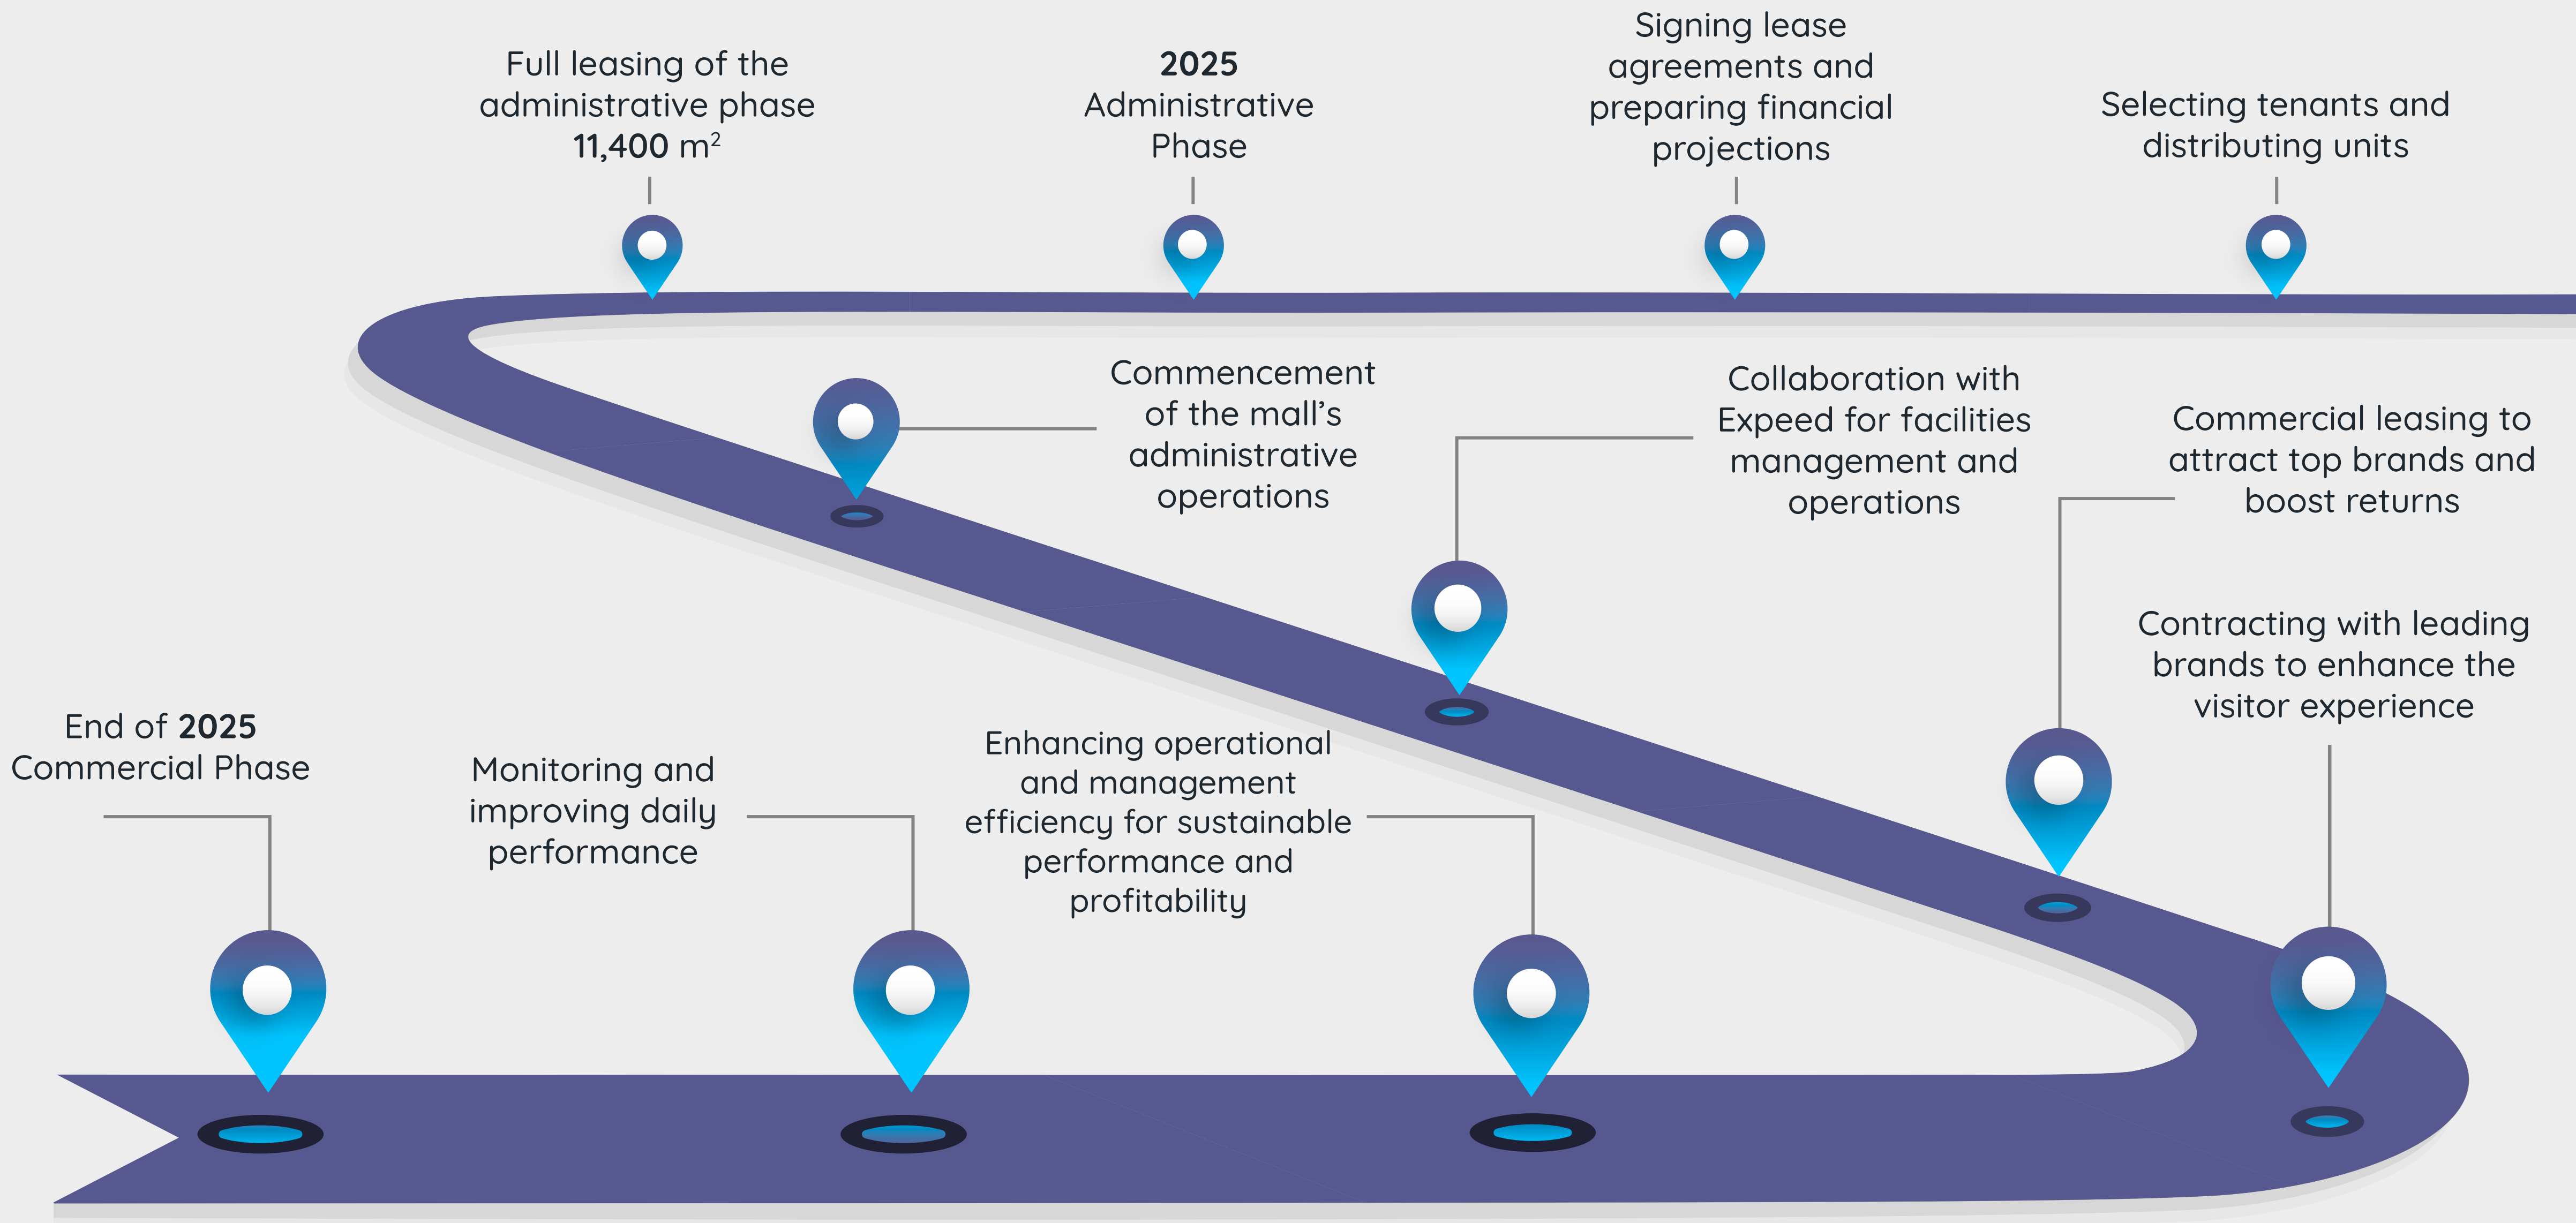 Full leasing of the
administrative phase
11,400 m²
2025
Administrative
Phase
Signing lease
agreements and
preparing financial
projections
Selecting tenants and
distributing units
Commencement
of the mall’s
administrative
operations
Collaboration with
Expeed for facilities
management and
operations
Commercial leasing to
attract top brands and
boost returns
Contracting with leading
brands to enhance the
visitor experience
End of 2025
Commercial Phase
Monitoring and
improving daily
performance
Enhancing operational
and management
efficiency for sustainable
performance and
profitability